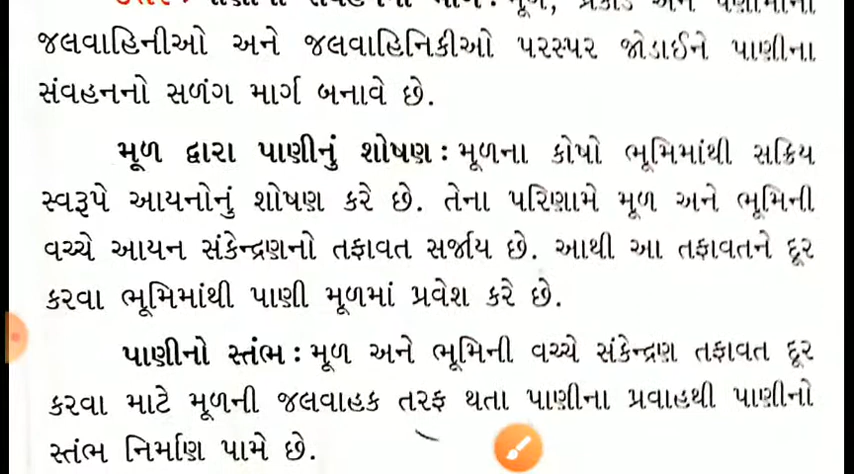 જલવાહિનીઓ અને જલવાહિનિકીઓ પરસ્પર જોડાઈને પાણીના
સંવહનનો સળંગ માર્ગ બનાવે છે.
મૂળ દ્વારા પાણીનું શોષણ : મૂળના કોષો ભૂમિમાંથી સક્રિય
સ્વરૂપે આયનોનું શોષણ કરે છે. તેના પરિણામે મૂળ અને ભૂમિની
વચ્ચે આયન સંકેન્દ્રણનો તફાવત સર્જાય છે. આથી આ તફાવતને દૂર
કરવા ભૂમિમાંથી પાણી મૂળમાં પ્રવેશ કરે છે.
પાણીનો સ્તંભ : મૂળ અને ભૂમિની વચ્ચે સંકેન્દ્રણ તફાવત દૂર
કરવા માટે મૂળની જલવાહક તરફ થતા પાણીના પ્રવાહથી પાણીનો
સ્તંભ નિર્માણ પામે છે.